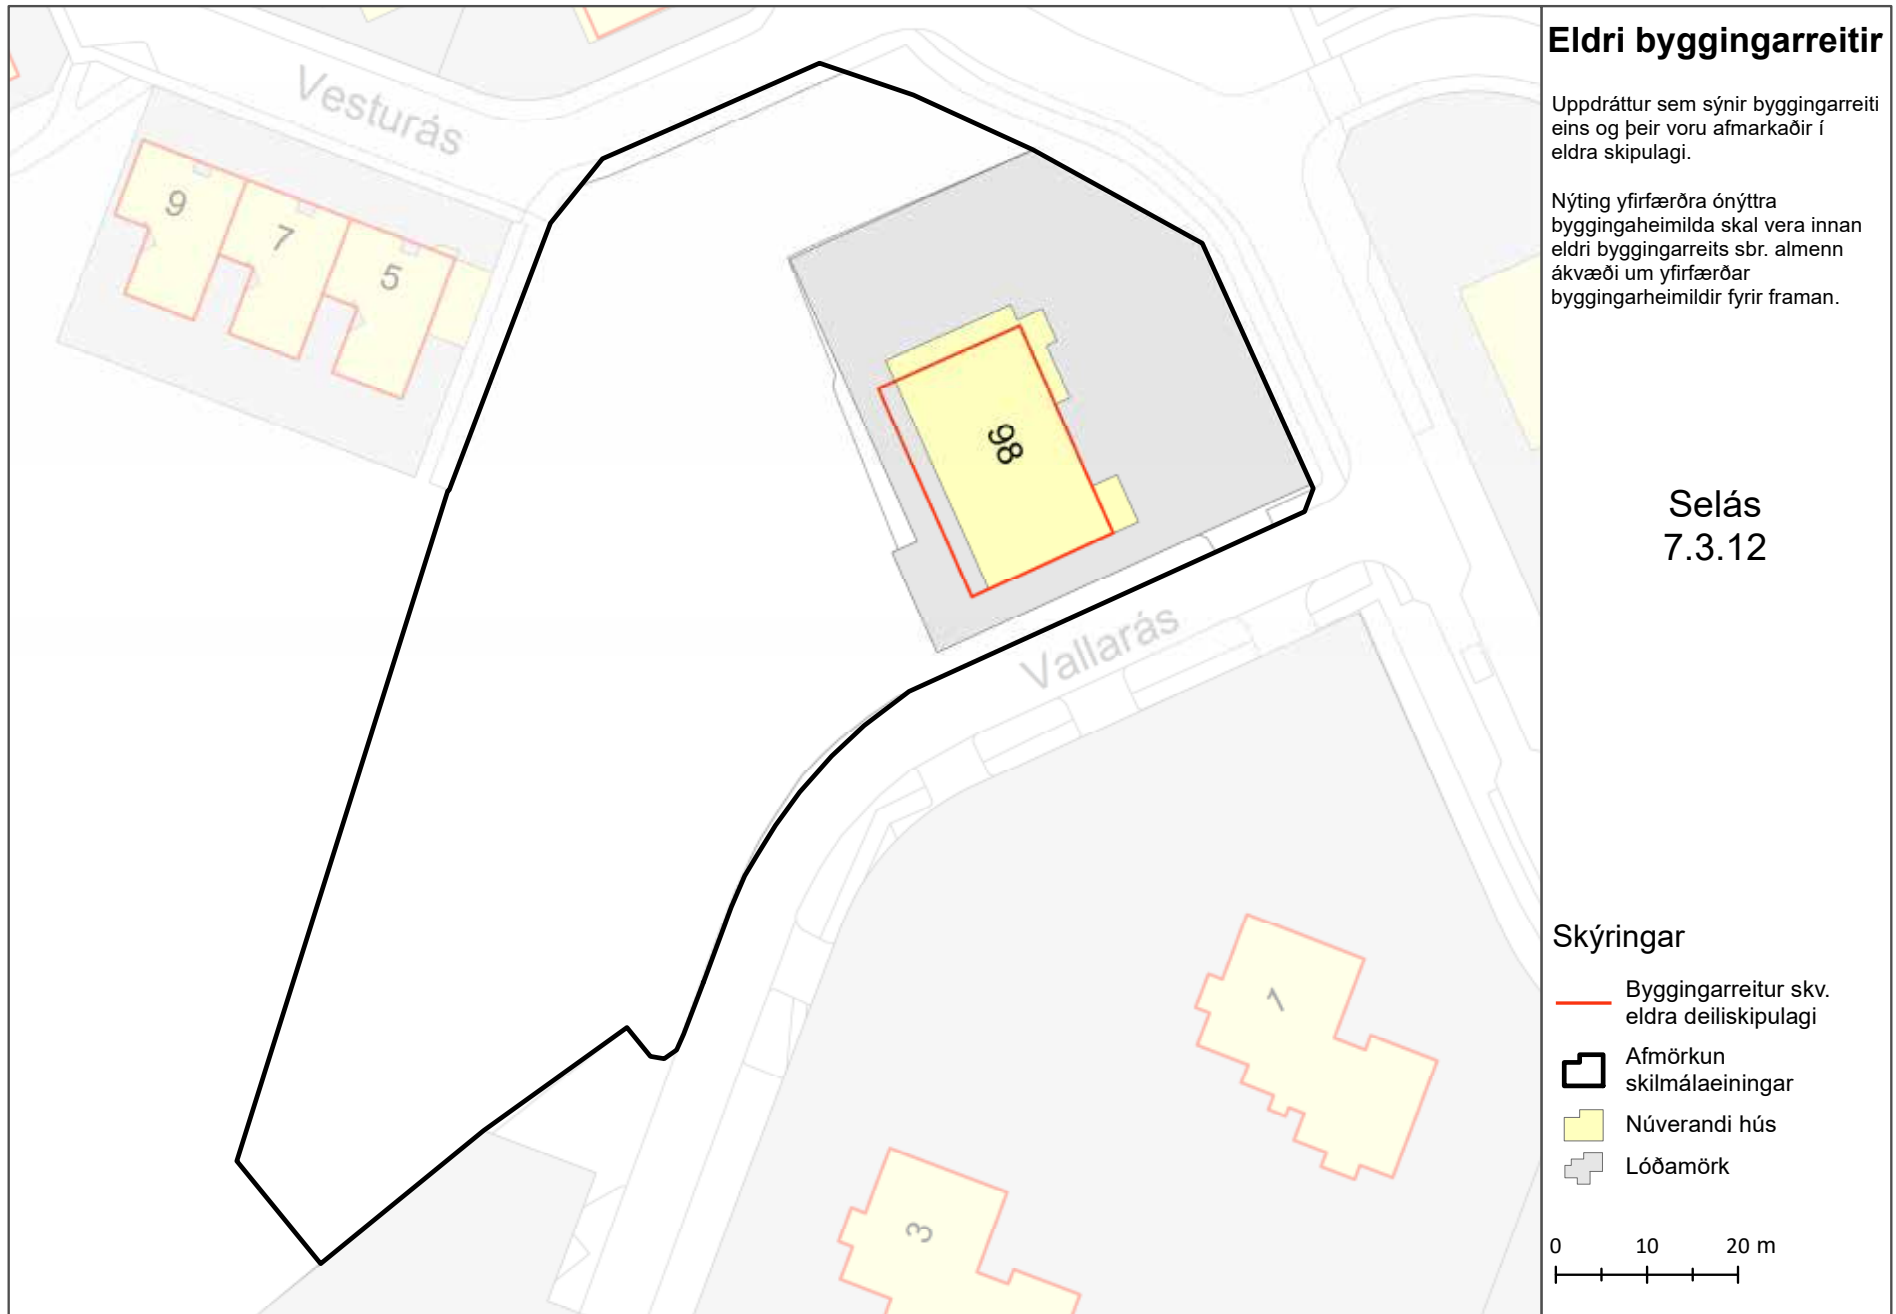 Eldri byggingarreitir
Uppdráttur sem sýnir byggingarreiti
eins og þeir voru afmarkaðir í
eldra skipulagi.
Nýting yfirfærðra ónýttra
byggingaheimilda skal vera innan
eldri byggingarreits sbr. almenn
ákvæði um yfirfærðar
byggingarheimildir fyrir framan.
Selás
7.3.12
Skýringar
Byggingarreitur skv.
eldra deiliskipulagi
Afmörkun
skilmálaeiningar
Núverandi hús
Lóðamörk
0 10 20 m
Vesturás
9
7
5
98
Vallarás
1
3